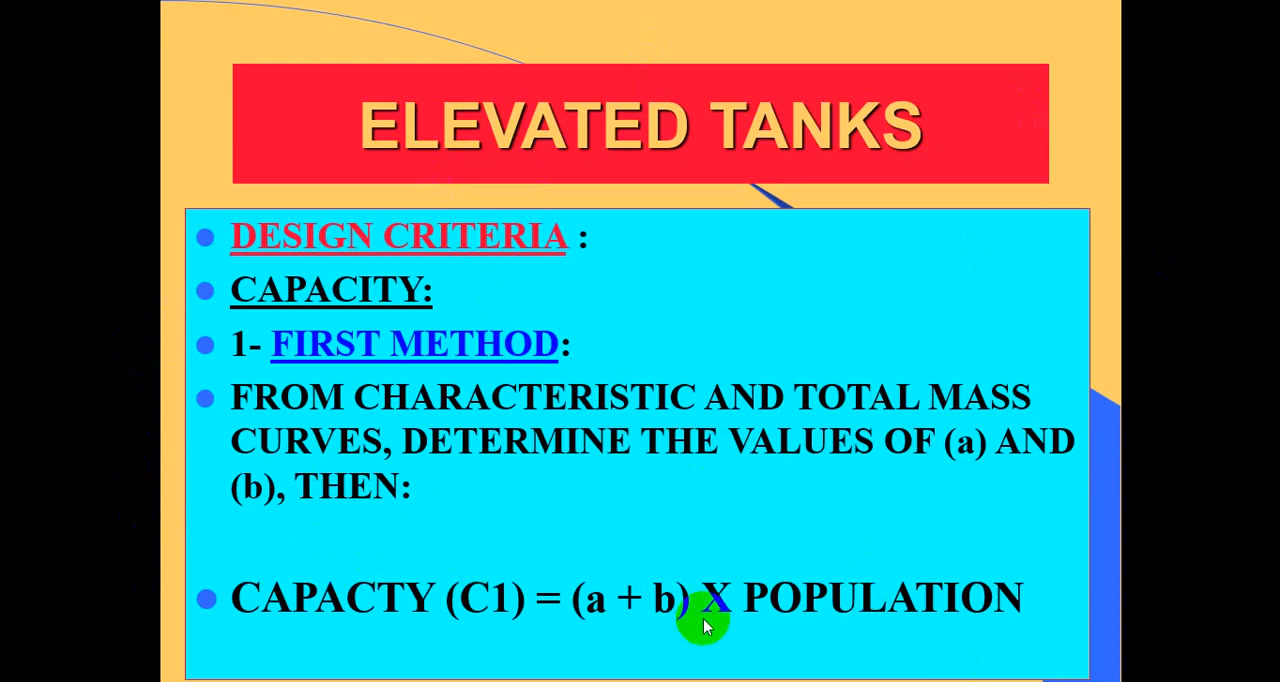 ELEVATED TANKS
DESIGN CRITERIA :
CAPACITY:
1- FIRST METHOD:
FROM CHARACTERISTIC AND TOTAL MASS
CURVES, DETERMINE THE VALUES OF (a) AND
(b), THEN:
CAPACTY (C1) = (a + b) X POPULATION